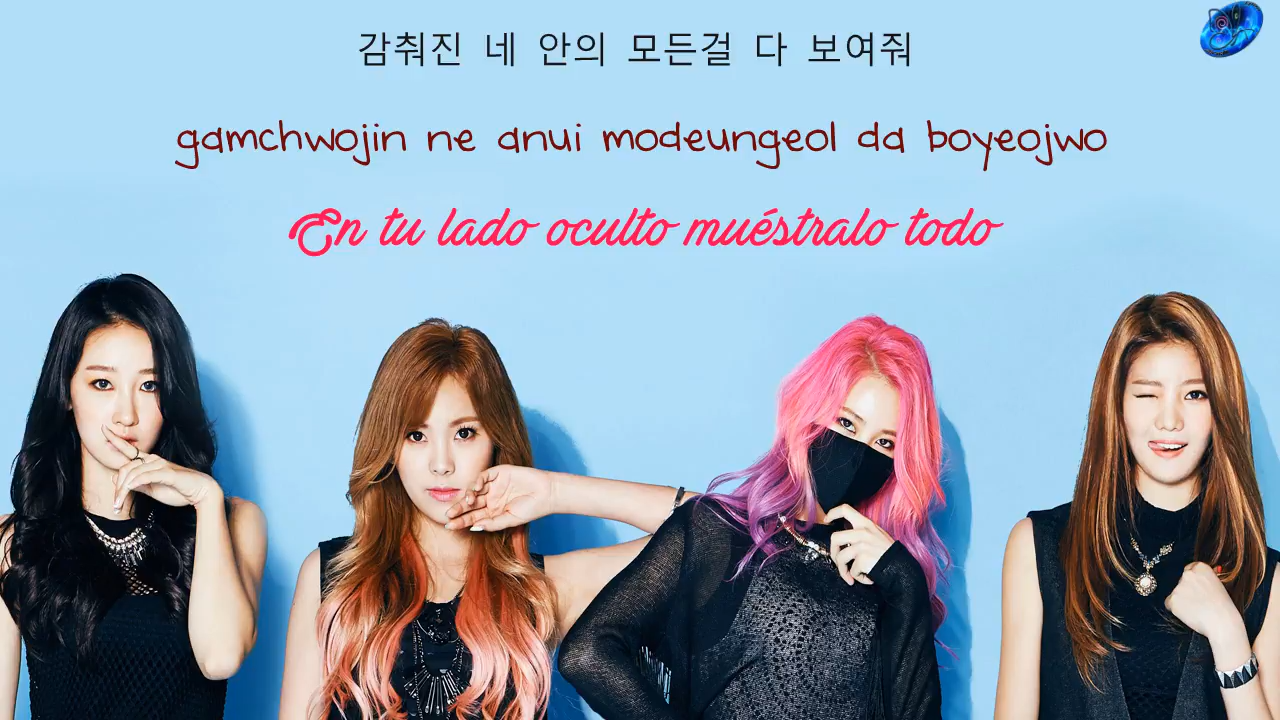 감춰진 네 안의 모든걸 다 보여줘
gamchwojin ne anui modeungeol da boyeojwo
En tu lado oculto muéstralo todo